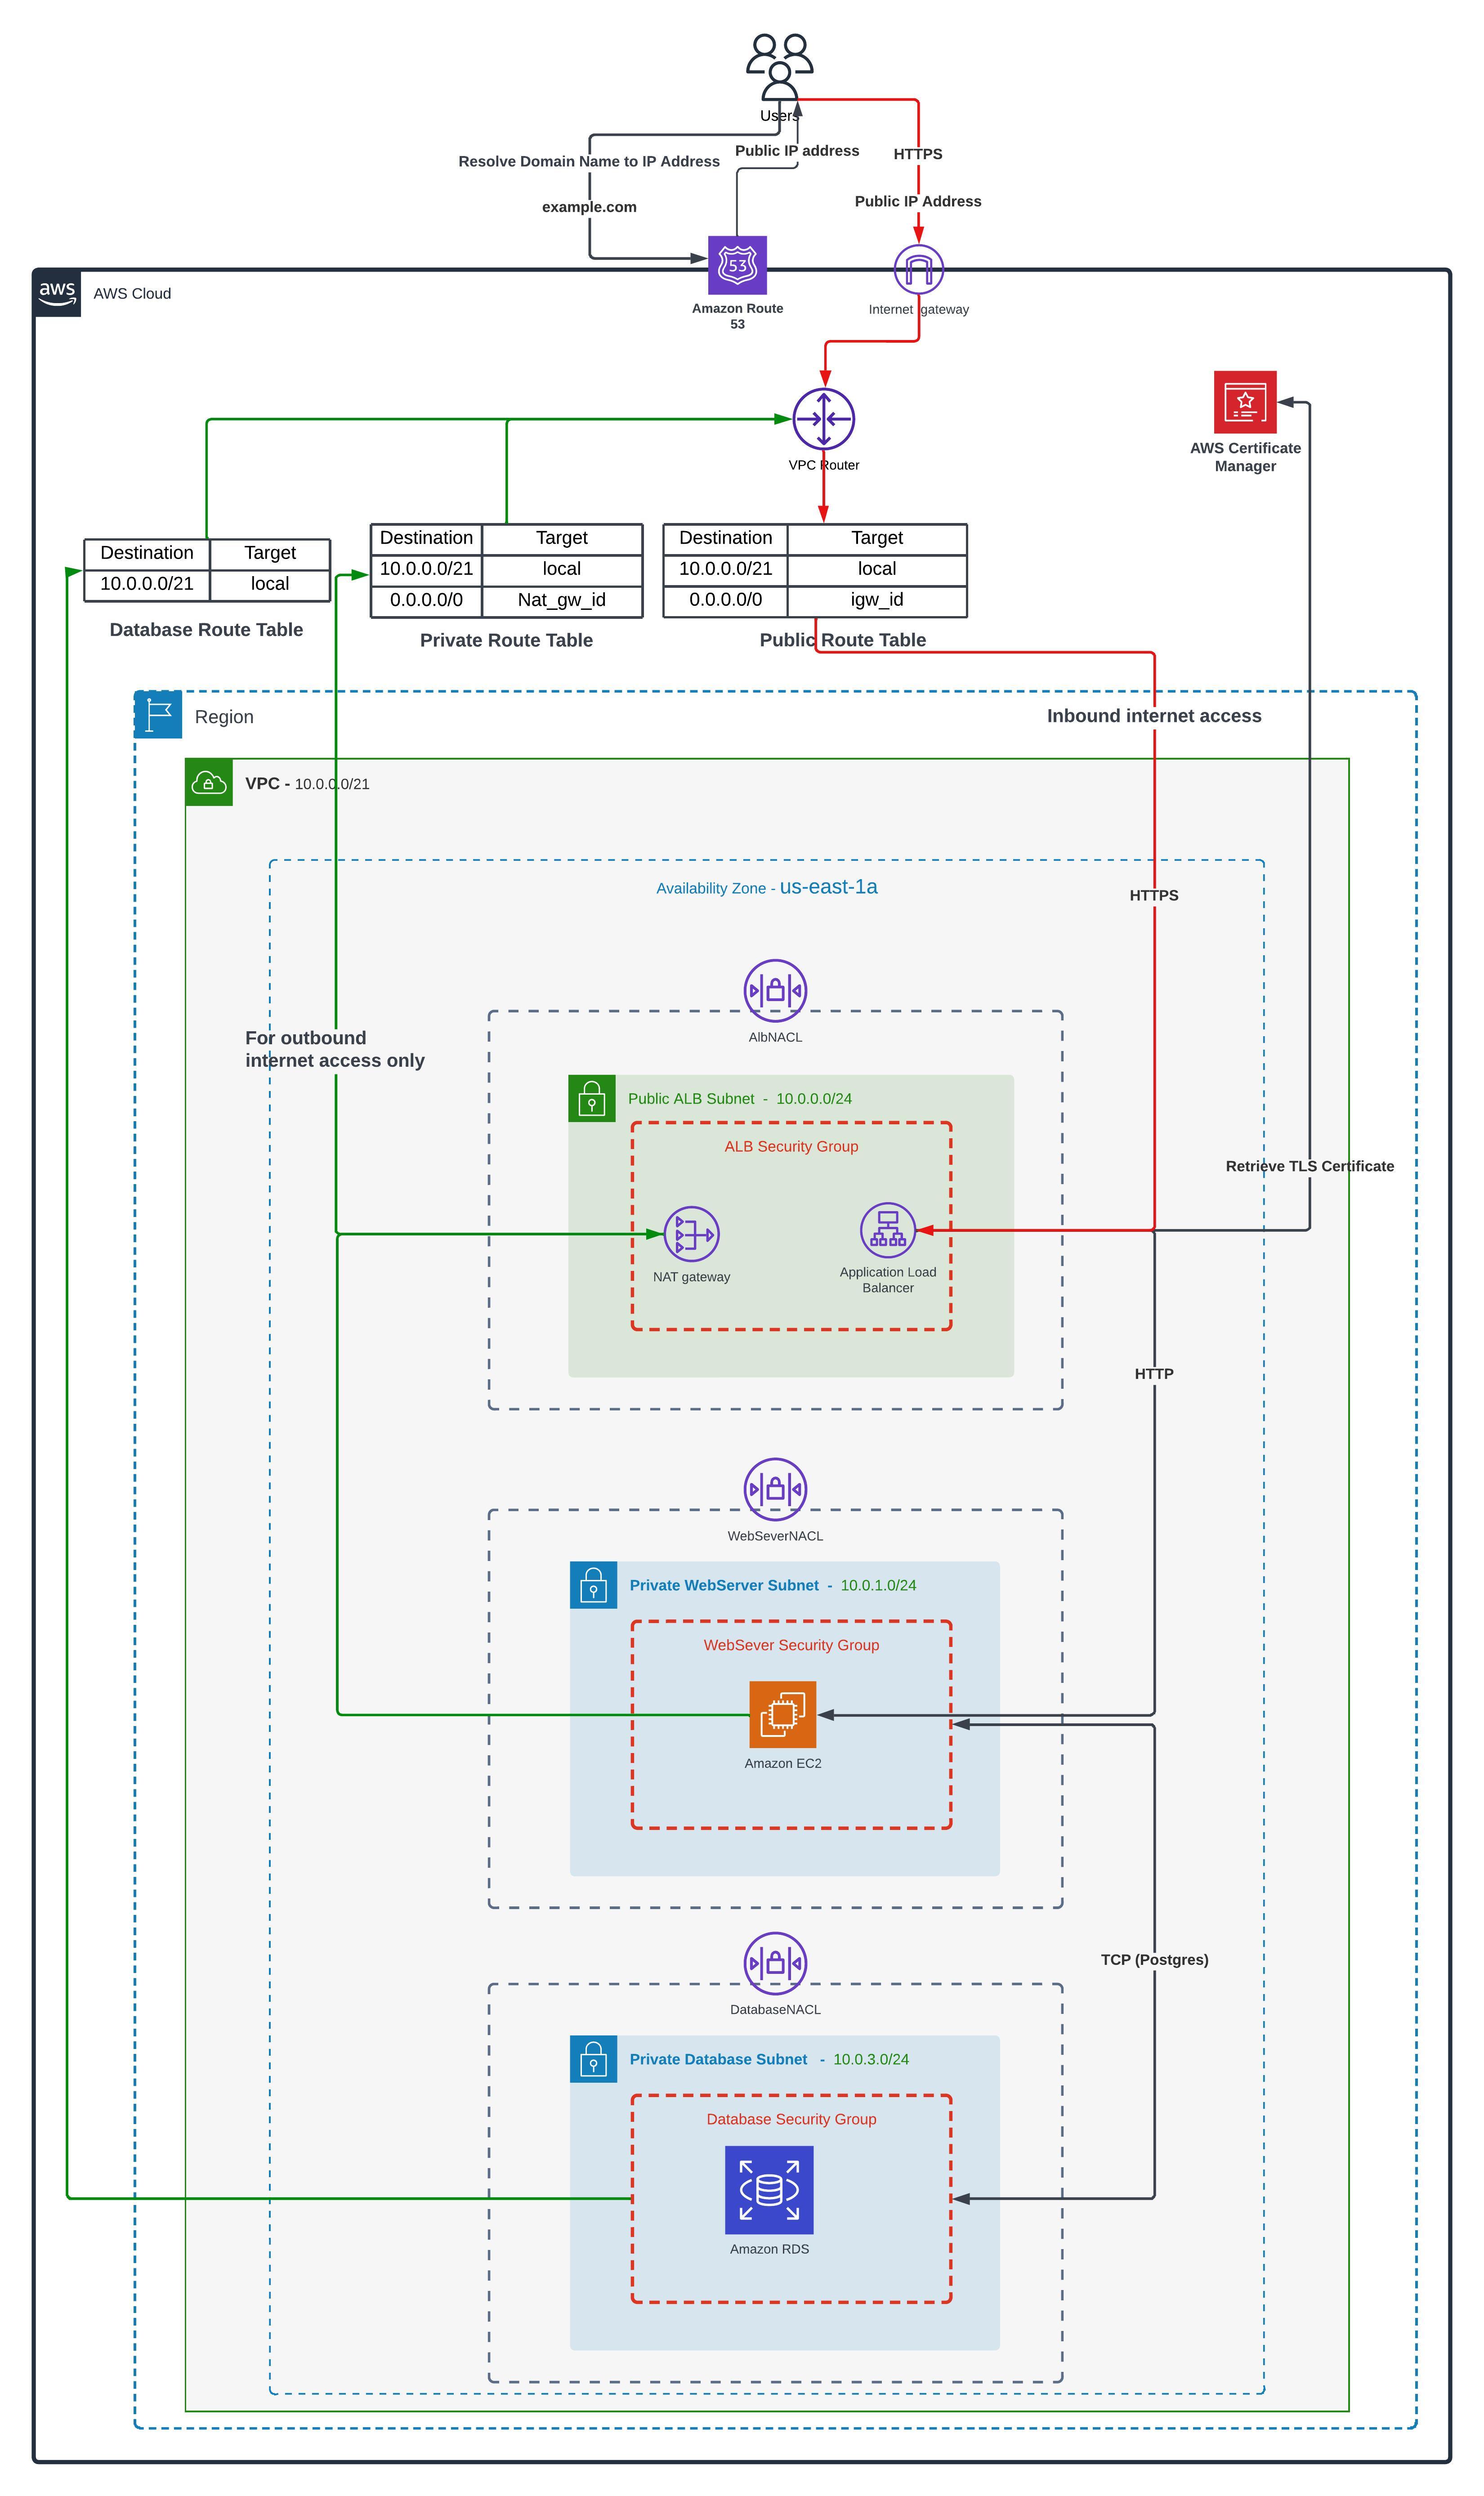 Users
Resolve Domain Name to IP Address
Public IP address
HTTPS
example.com
Public IP Address
53
aws
AWS Cloud
Amazon Route
53
Internet gateway
VPC Router
AWS Certificate
Manager
Destination Target
10.0.0.0/21 local
Database Route Table
Destination Target
10.0.0.0/21 local
0.0.0.0/0 Nat_gw_id
Private Route Table
Destination Target
10.0.0.0/21 local
0.0.0.0/0 igw_id
Public Route Table
Region
Inbound internet access
VPC - 10.0.0.0/21
Availability Zone - us-east-1a
HTTPS
AlbNACL
For outbound
internet access only
Public ALB Subnet - 10.0.0.0/24
ALB Security Group
Retrieve TLS Certificate
NAT gateway
Application Load
Balancer
HTTP
WebSeverNACL
Private WebServer Subnet - 10.0.1.0/24
WebSever Security Group
Amazon EC2
TCP (Postgres)
DatabaseNACL
Private Database Subnet - 10.0.3.0/24
Database Security Group
Amazon RDS